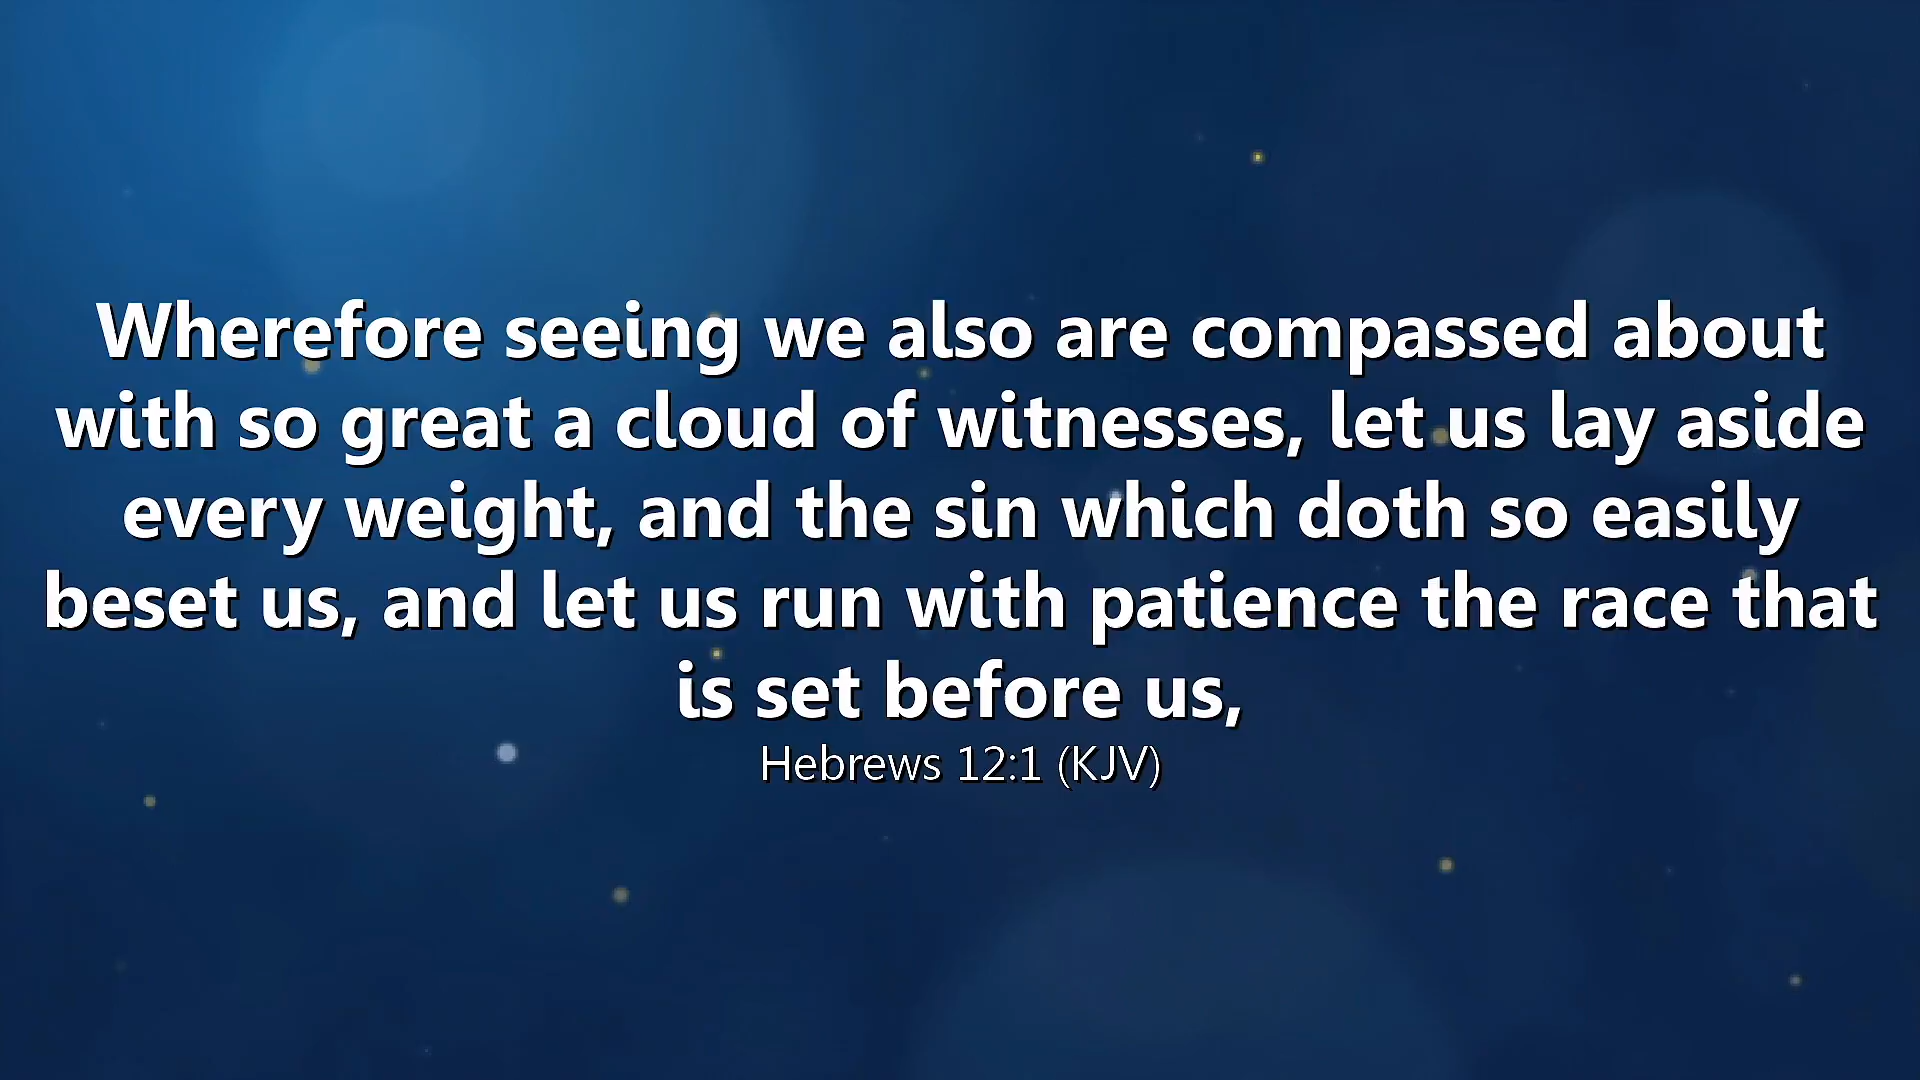 Wherefore seeing we also are compassed about
with so great a cloud of witnesses, let us lay aside
every weight, and the sin which doth so easily
beset us, and let us run with patience the race that
is set before us,
Hebrews 12:1 (KJV)